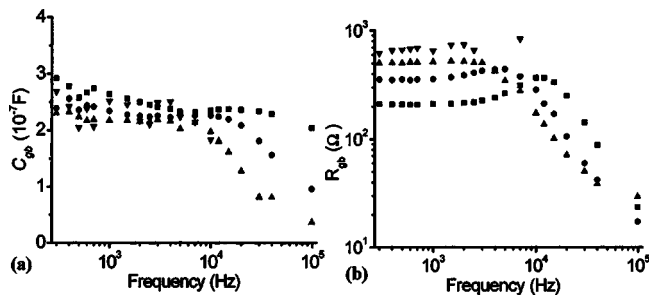 4
3
2
1
0
C_gb (10^-7 F)
10^3
10^4
10^5
(a)
Frequency (Hz)
10^3
10^2
10^1
R_gb (Ω)
10^3
10^4
10^5
(b)
Frequency (Hz)